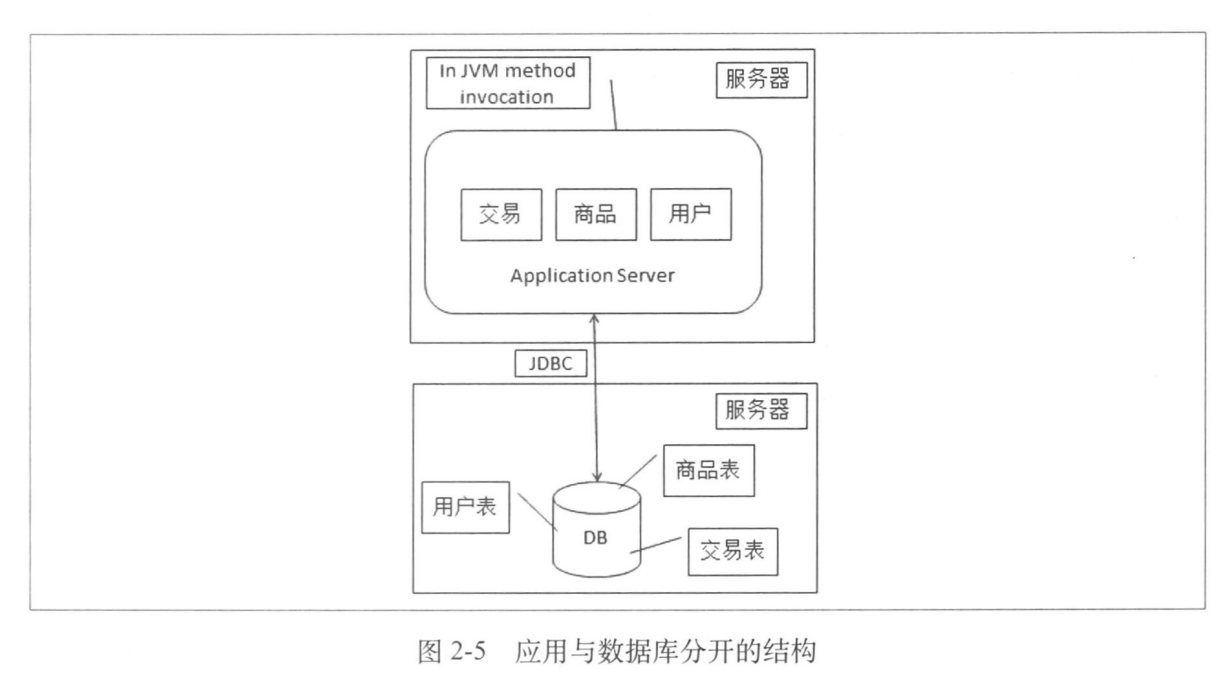 In JVM method
invocation
服务器
交易
商品
用户
Application Server
JDBC
服务器
商品表
用户表
DB
交易表
图 2-5 应用与数据库分开的结构